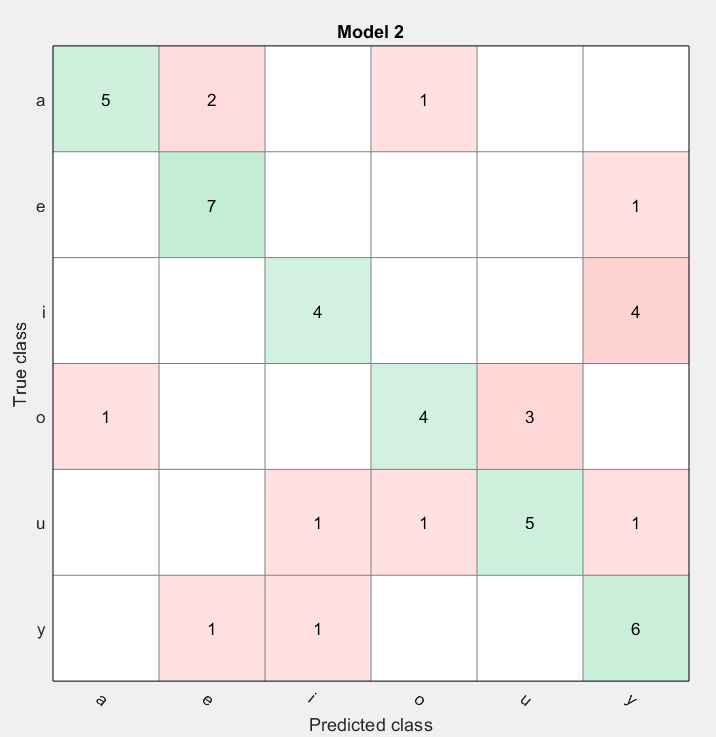 Model 2
True class
a 5 2 1
e 7 1
i 4 4
o 1 4 3
u 1 1 5 1
y 1 1 6
a e i o u y
Predicted class